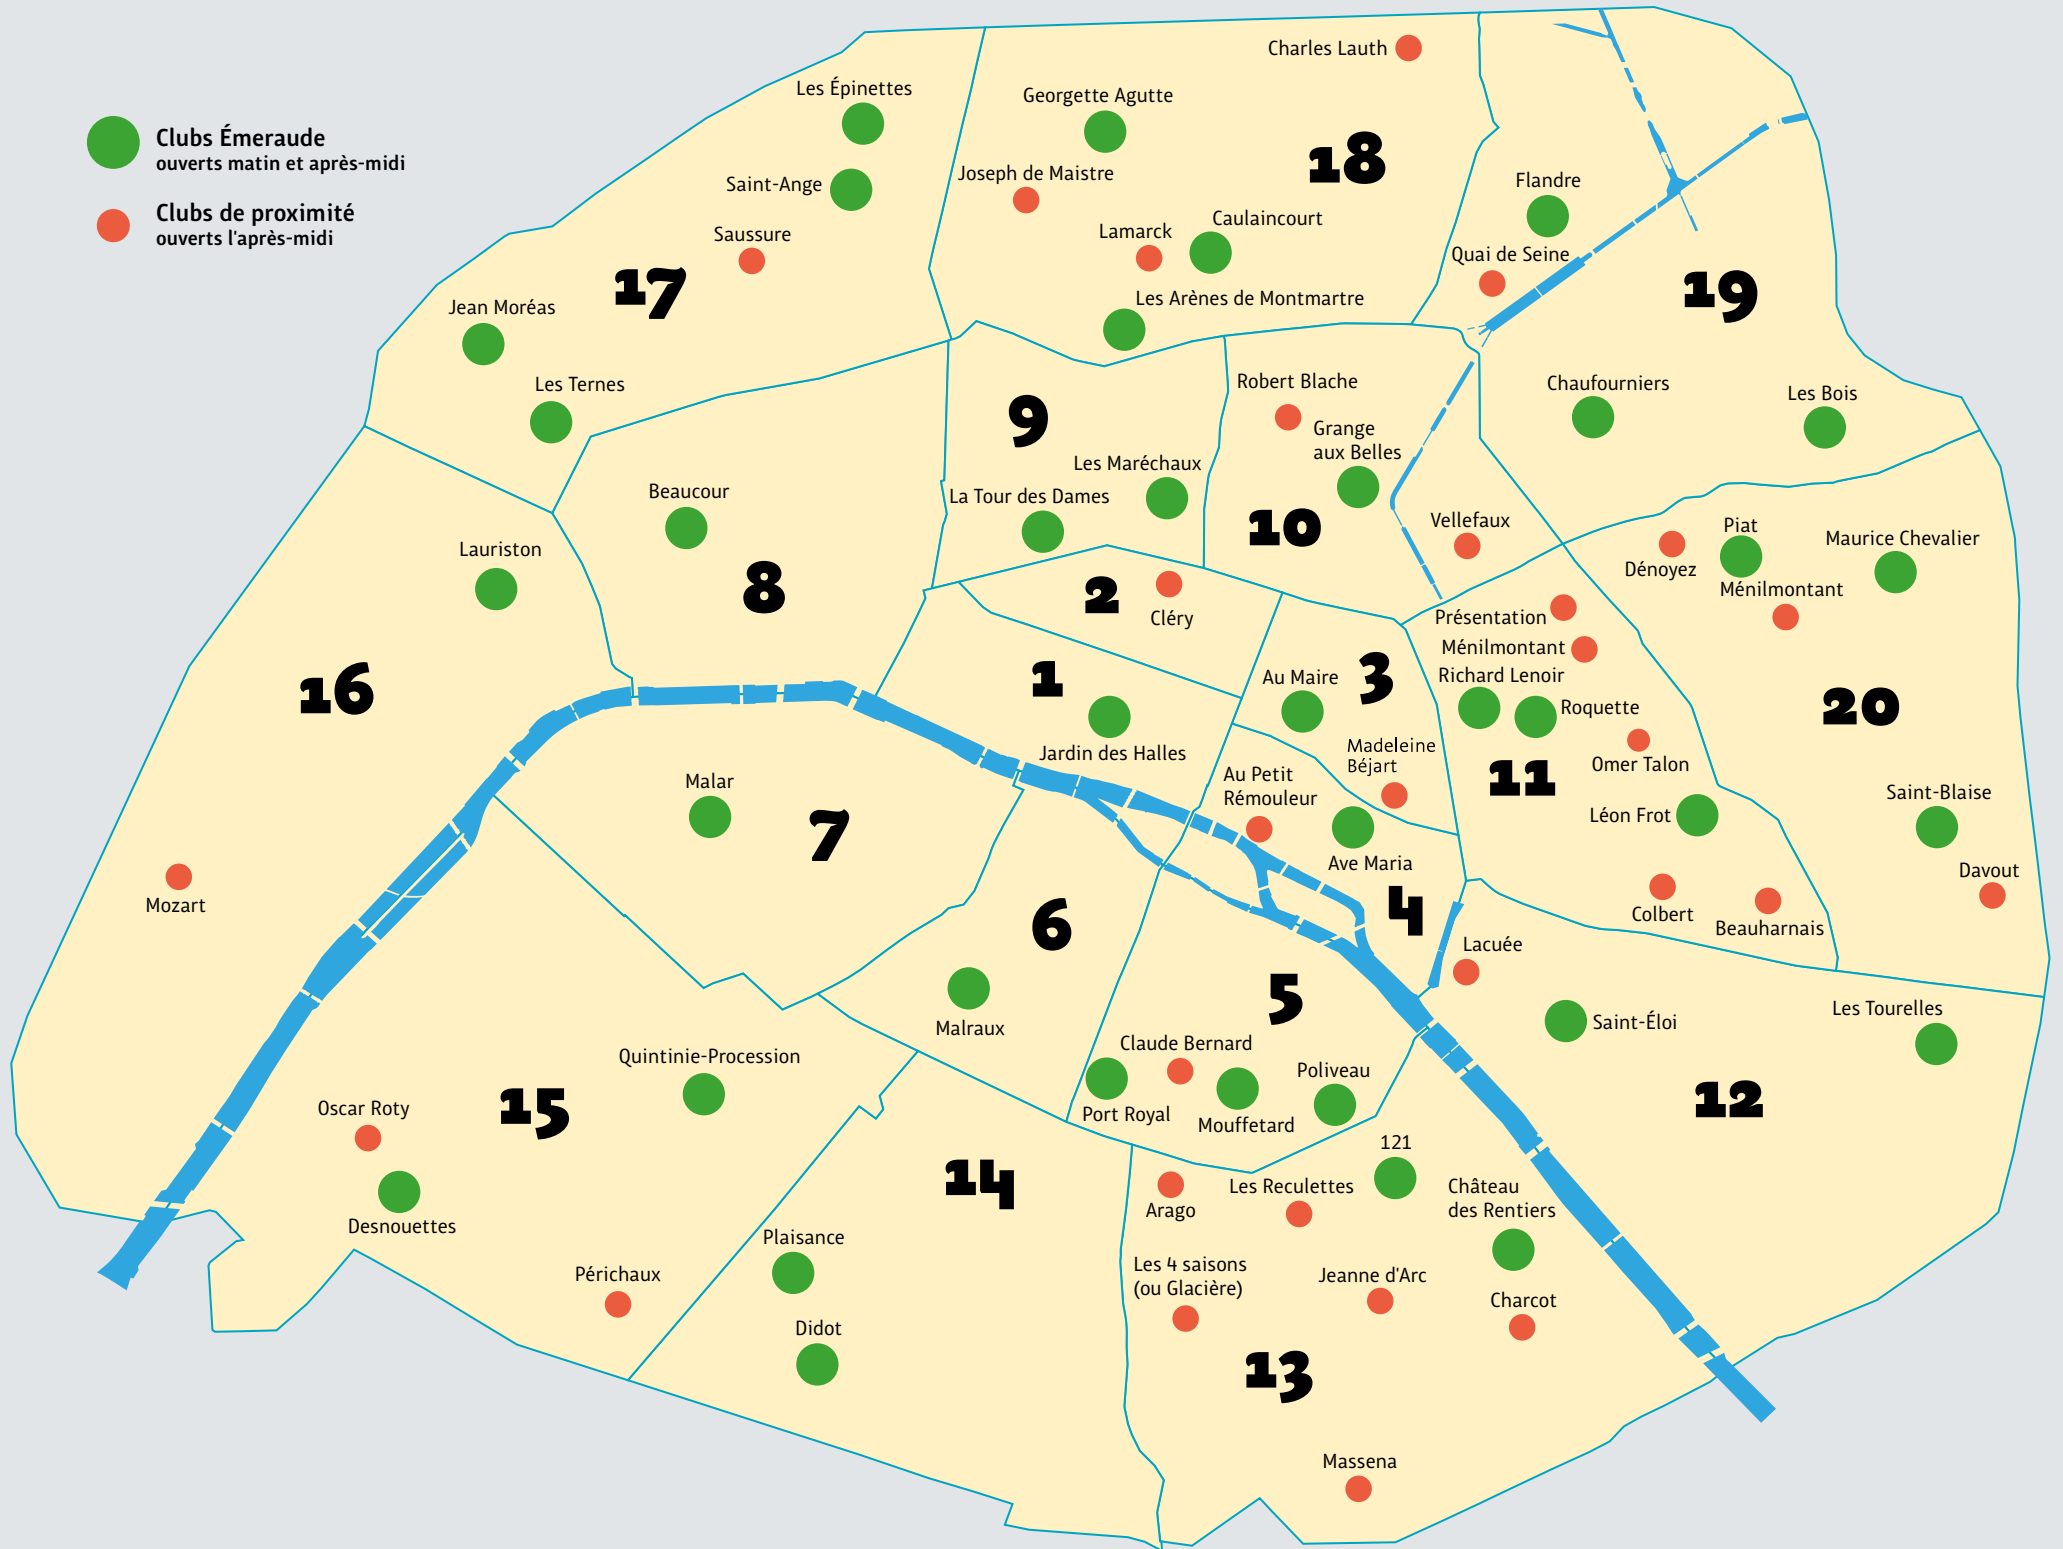 Clubs Émeraude
ouverts matin et après-midi
Clubs de proximité
ouverts l'après-midi
Les Épinettes
Saint-Ange
Saussure
17
Jean Moréas
Les Ternes
Charles Lauth
Georgette Agutte
18
Joseph de Maistre
Caulaincourt
Lamarck
Les Arènes de Montmartre
Flandre
Quai de Seine
19
Chaufourniers
Les Bois
9
Les Maréchaux
La Tour des Dames
Robert Blache
Grange
aux Belles
10
Vellefaux
Beaucour
8
Lauriston
16
Mozart
2
Cléry
1
Jardin des Halles
Au Maire
3
Madeleine
Béjart
Au Petit
Rémouleur
Ave Maria
4
Présentation
Ménilmontant
Richard Lenoir
Roquette
Omer Talon
11
Léon Frot
Colbert
Beauharnais
Dénoyez
Piat
Maurice Chevalier
Ménilmontant
20
Saint-Blaise
Davout
Malar
7
6
Malraux
5
Claude Bernard
Port Royal
Mouffetard
Poliveau
Lacuée
Saint-Éloi
Les Tourelles
12
Quintinie-Procession
15
Oscar Roty
Desnouettes
Périchaux
14
Plaisance
Didot
121
Arago
Les Reculettes
Château
des Rentiers
Les 4 saisons
(ou Glacière)
Jeanne d'Arc
Charcot
13
Massena